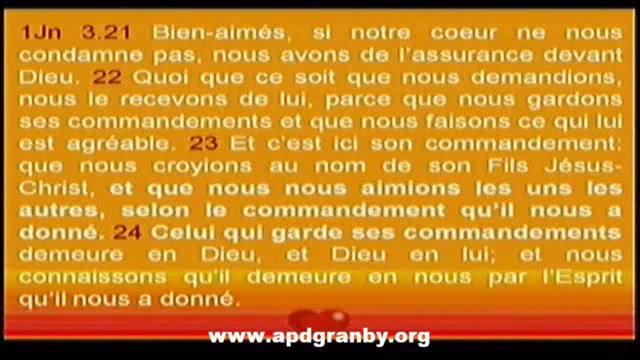 1Jn 3.21 Bien-aimés, si notre coeur ne nous
condamne pas, nous avons de l'assurance devant
Dieu. 22 Quoi que ce soit que nous demandions,
nous le recevons de lui, parce que nous gardons
ses commandements et que nous faisons ce qui lui
est agréable. 23 Et c'est ici son commandement:
que nous croyions au nom de son Fils Jésus-
Christ, et que nous nous aimions les uns les
autres, selon le commandement qu'il nous a
donné. 24 Celui qui garde ses commandements
demeure en Dieu, et Dieu en lui; et nous
connaissons qu'il demeure en nous par l'Esprit
qu'il nous a donné.
www.apdgranby.org